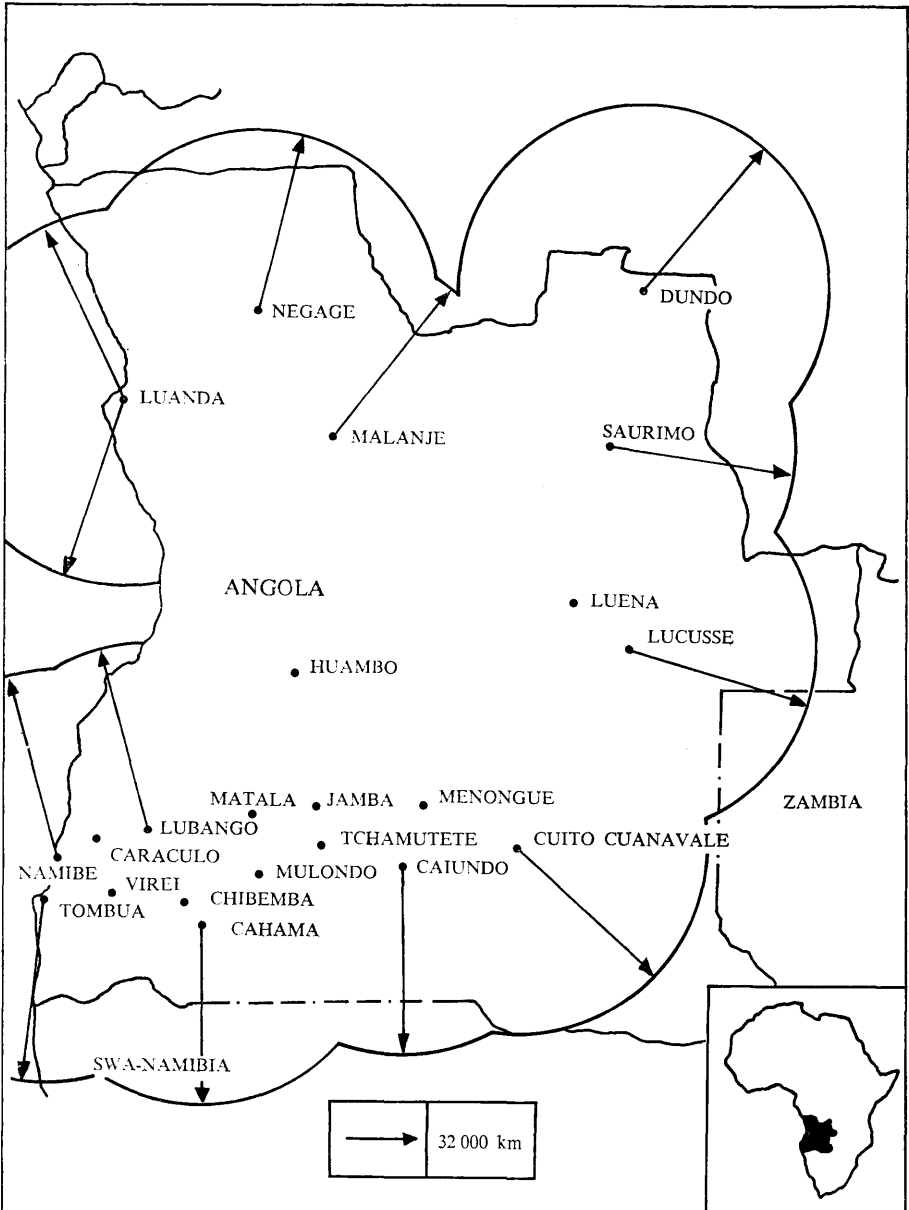 NEGAGE
DUNDO
LUANDA
MALANJE
SAURIMO
ANGOLA
LUENA
LUCUSSE
HUAMBO
MATALA
JAMBA
MENONGUE
ZAMBIA
LUBANGO
TCHAMUTETE
CUITO CUANAVALE
CARACULO
NAMIBE
MULONDO
CAIUNDO
VIREI
TOMBUA
CHIBEMBA
CAHAMA
SWA-NAMIBIA
32 000 km